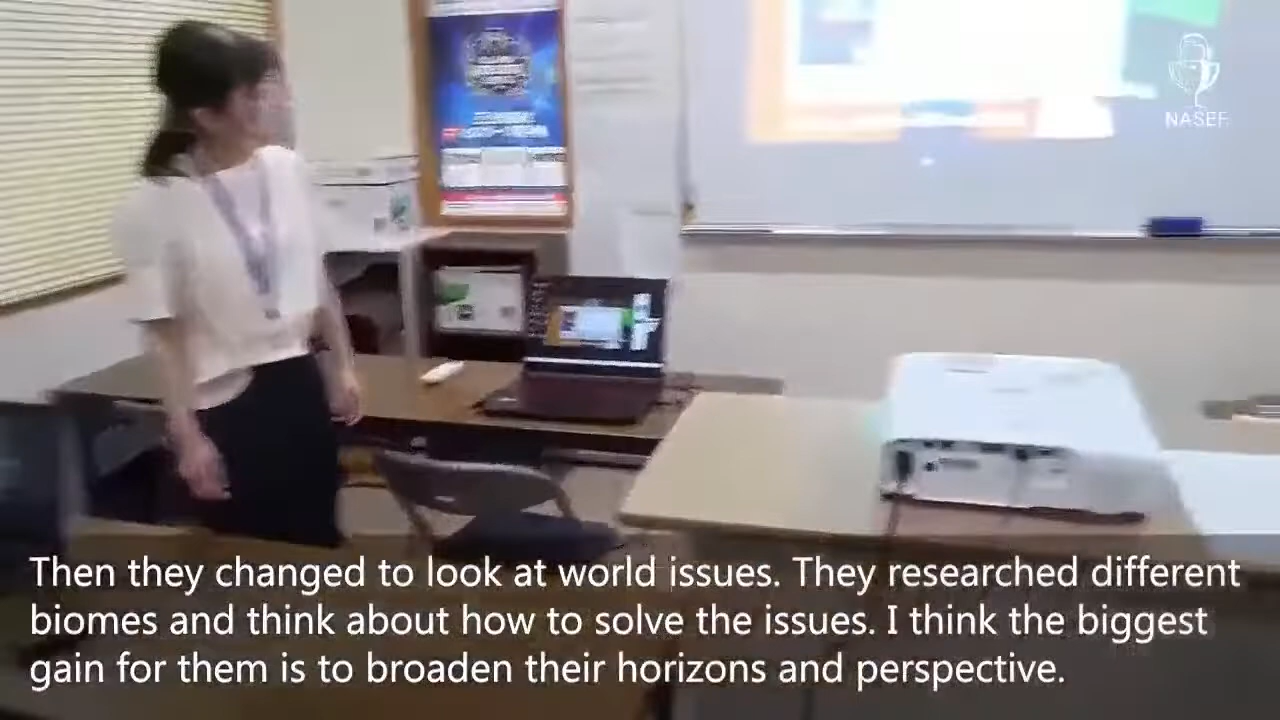 NASEF
Then they changed to look at world issues. They researched different
biomes and think about how to solve the issues. I think the biggest
gain for them is to broaden their horizons and perspective.